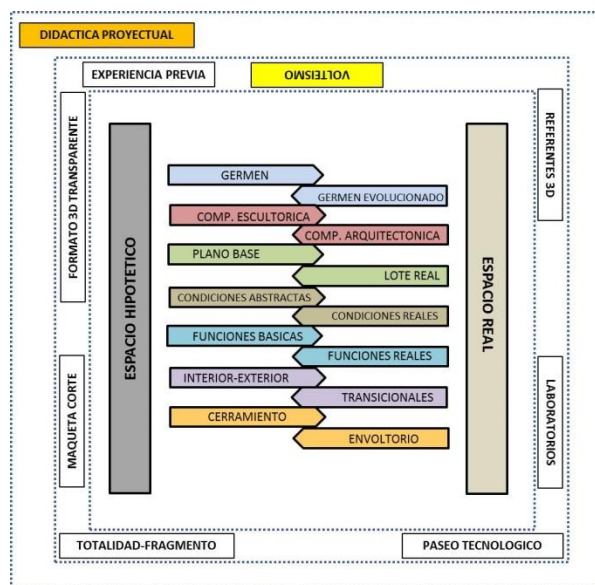 DIDACTICA PROYECTUAL
EXPERIENCIA PREVIA
VOLTEISMO
FORMATO 3D TRANSPARENTE
REFERENTES 3D
ESPACIO HIPOTETICO
ESPACIO REAL
GERMEN
GERMEN EVOLUCIONADO
COMP. ESCULTORICA
COMP. ARQUITECTONICA
PLANO BASE
LOTE REAL
CONDICIONES ABSTRACTAS
CONDICIONES REALES
FUNCIONES BASICAS
FUNCIONES REALES
INTERIOR-EXTERIOR
TRANSICIONALES
CERRAMIENTO
ENVOLTORIO
MAQUETA CORTE
LABORATORIOS
TOTALIDAD-FRAGMENTO
PASEO TECNOLOGICO